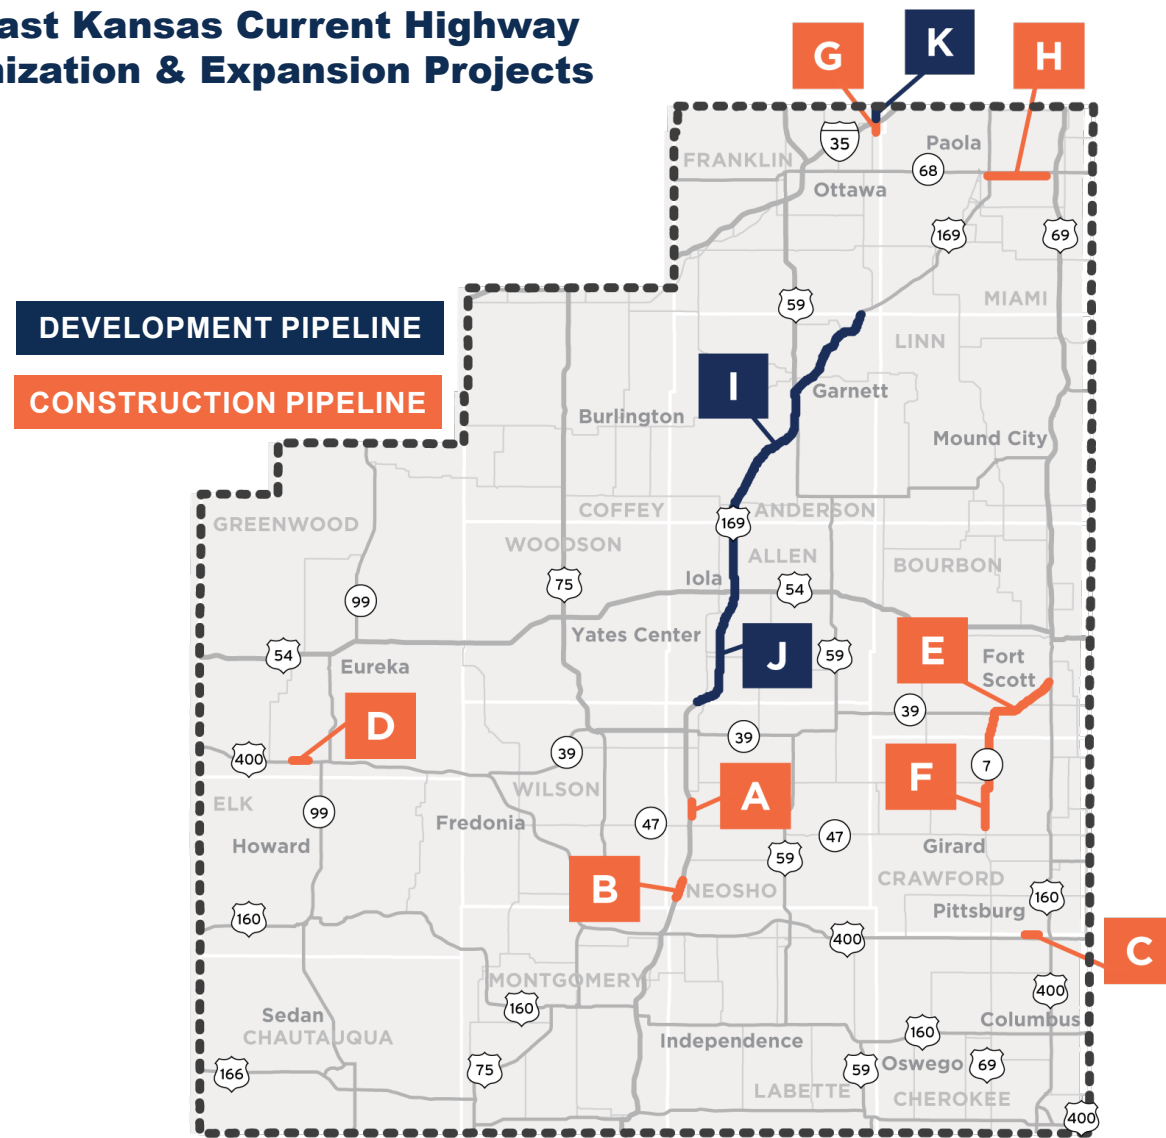 ast Kansas Current Highway
nization & Expansion Projects
G
K
H
35
FRANKLIN
Paola
68
Ottawa
169
69
59
MIAMI
DEVELOPMENT PIPELINE
LINN
I
Garnett
CONSTRUCTION PIPELINE
Burlington
Mound City
GREENWOOD
COFFEY
169
ANDERSON
WOODSON
ALLEN
BOURBON
75
Iola
54
99
Yates Center
J
59
E
54
Eureka
Fort
Scott
D
39
39
400
39
7
A
F
ELK
WILSON
99
Fredonia
47
47
Howard
Girard
59
B
NEOSHO
CRAWFORD
160
160
Pittsburg
400
C
MONTGOMERY
400
160
Sedan
Columbus
CHAUTAUQUA
160
Independence
166
75
59
Oswego
69
LABETTE
CHEROKEE
400